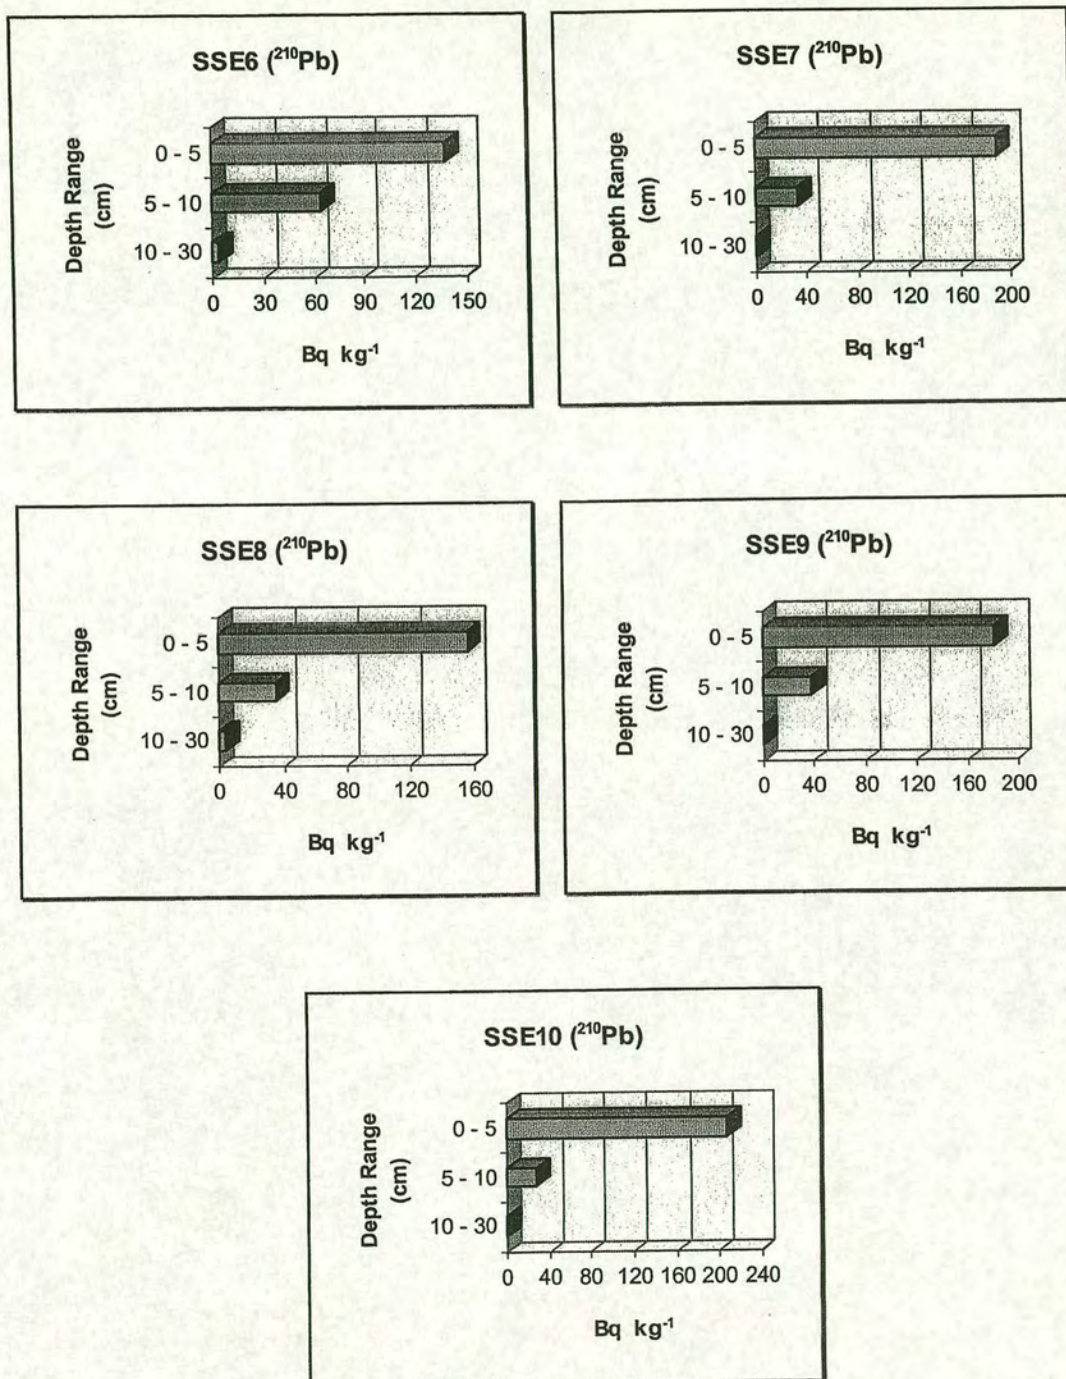 SSE6 (²¹⁰Pb)
Depth Range
(cm)
0 - 5
5 - 10
10 - 30
0 30 60 90 120 150
Bq kg⁻¹
SSE7 (²¹⁰Pb)
Depth Range
(cm)
0 - 5
5 - 10
10 - 30
0 40 80 120 160 200
Bq kg⁻¹
SSE8 (²¹⁰Pb)
Depth Range
(cm)
0 - 5
5 - 10
10 - 30
0 40 80 120 160
Bq kg⁻¹
SSE9 (²¹⁰Pb)
Depth Range
(cm)
0 - 5
5 - 10
10 - 30
0 40 80 120 160 200
Bq kg⁻¹
SSE10 (²¹⁰Pb)
Depth Range
(cm)
0 - 5
5 - 10
10 - 30
0 40 80 120 160 200 240
Bq kg⁻¹